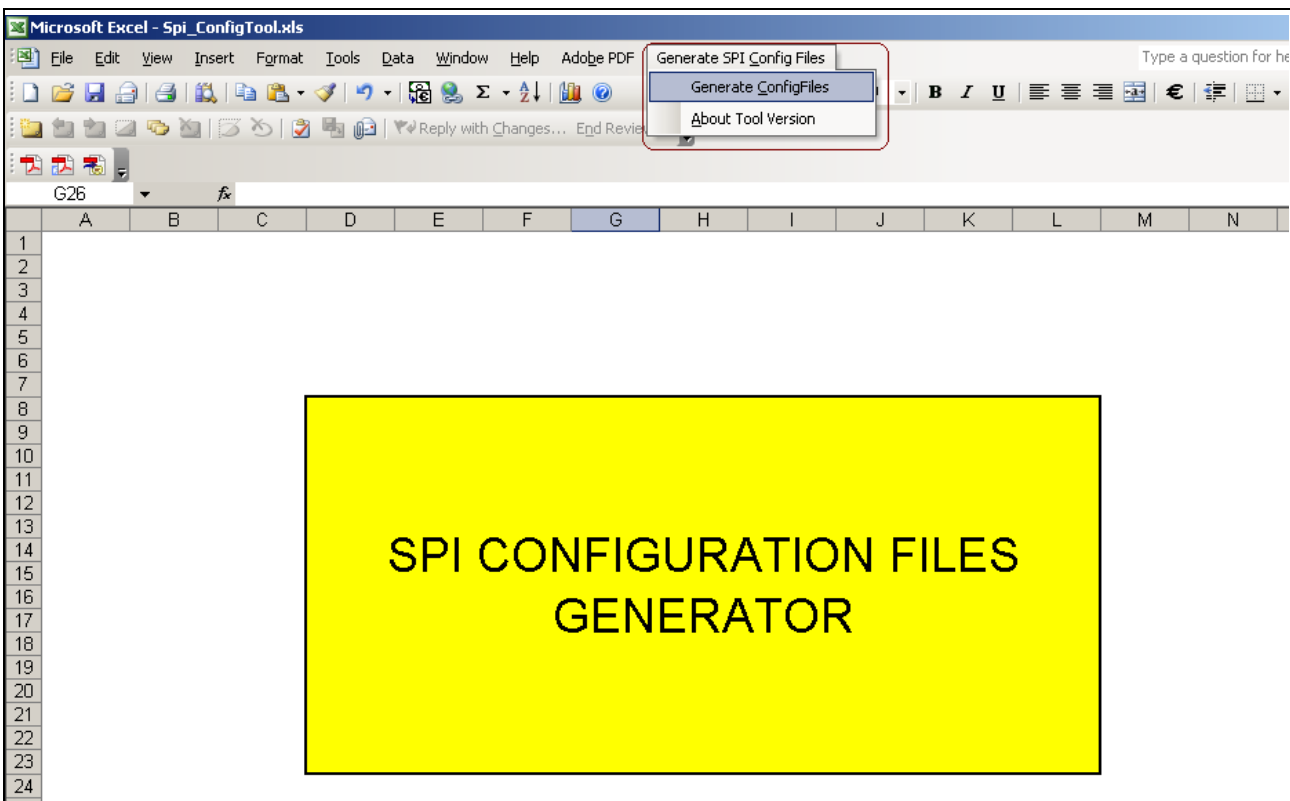 Microsoft Excel - Spi_ConfigTool.xls
File Edit View Insert Format Tools Data Window Help Adobe PDF Generate SPI Config Files Type a question for he
Generate ConfigFiles
B I U
About Tool Version
Reply with Changes... End Revie
G26 fx
A B C D E F G H I J K L M N
1
2
3
4
5
6
7
8
9
10
11
12
13
14
15
16
17
18
19
20
21
22
23
24
SPI CONFIGURATION FILES
GENERATOR